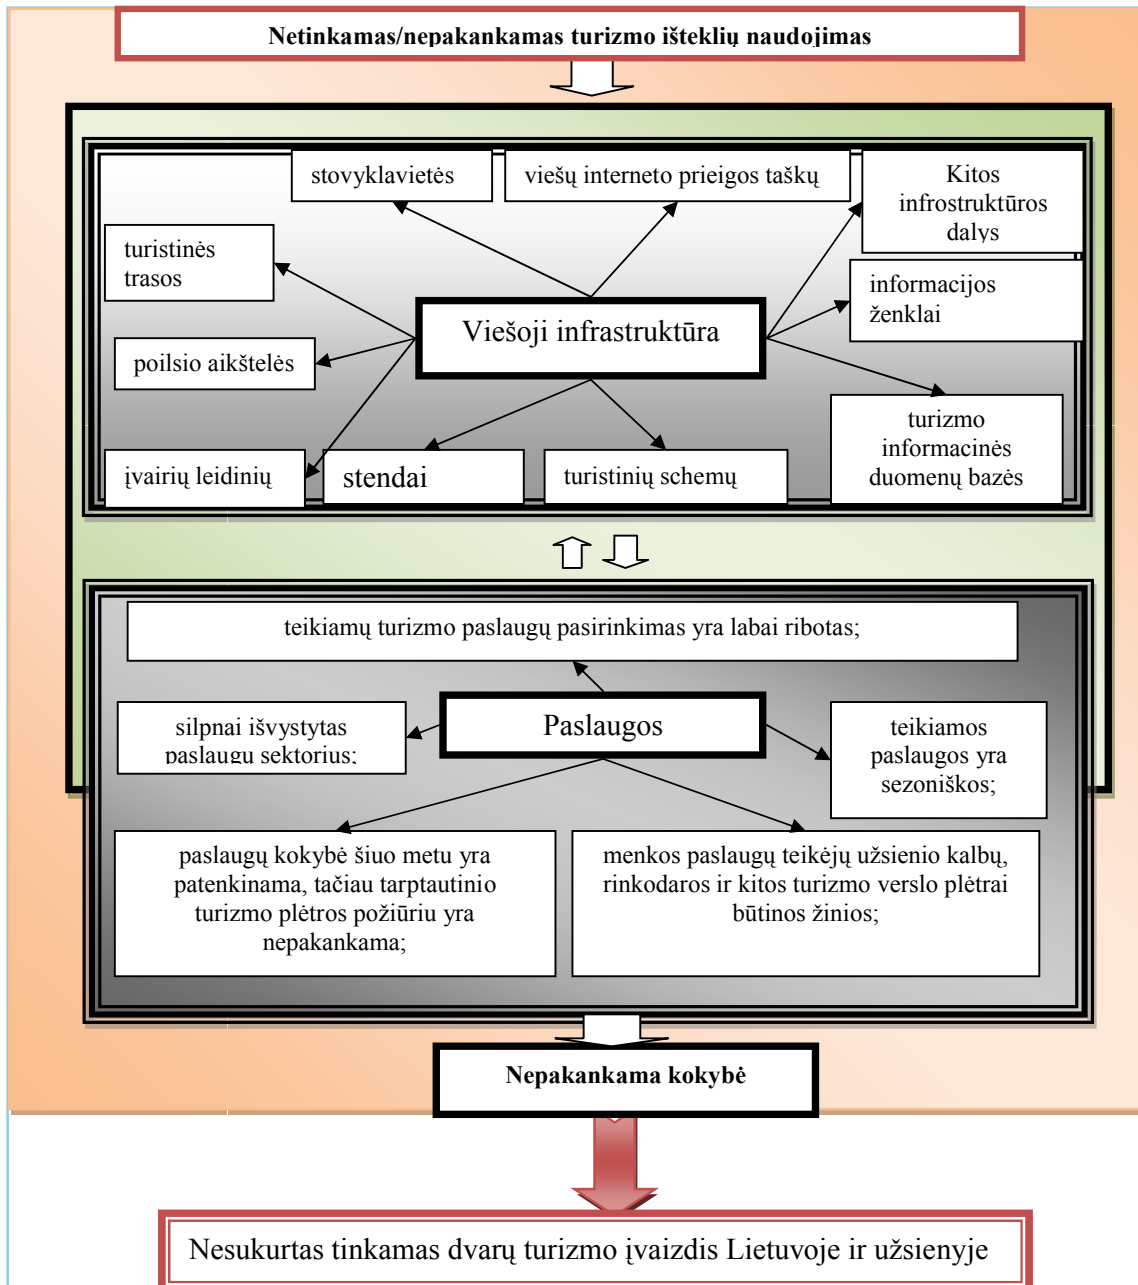 Netinkamas/nepakankamas turizmo išteklių naudojimas
stovyklavietės
viešų interneto prieigos taškų
Kitos
infrostruktūros
dalys
turistinės
trasos
informacijos
ženklai
Viešoji infrastruktūra
poilsio aikštelės
turizmo
informacinės
duomenų bazės
įvairių leidinių
stendai
turistinių schemų
teikiamų turizmo paslaugų pasirinkimas yra labai ribotas;
silpnai išvystytas
paslaugu sektorius;
Paslaugos
teikiamos
paslaugos yra
sezoniškos;
paslaugų kokybė šiuo metu yra
patenkinama, tačiau tarptautinio
turizmo plėtros požiūriu yra
nepakankama;
menkos paslaugų teikėjų užsienio kalbų,
rinkodaros ir kitos turizmo verslo plėtrai
būtinos žinios;
Nepakankama kokybė
Nesukurtas tinkamas dvarų turizmo įvaizdis Lietuvoje ir užsienyje